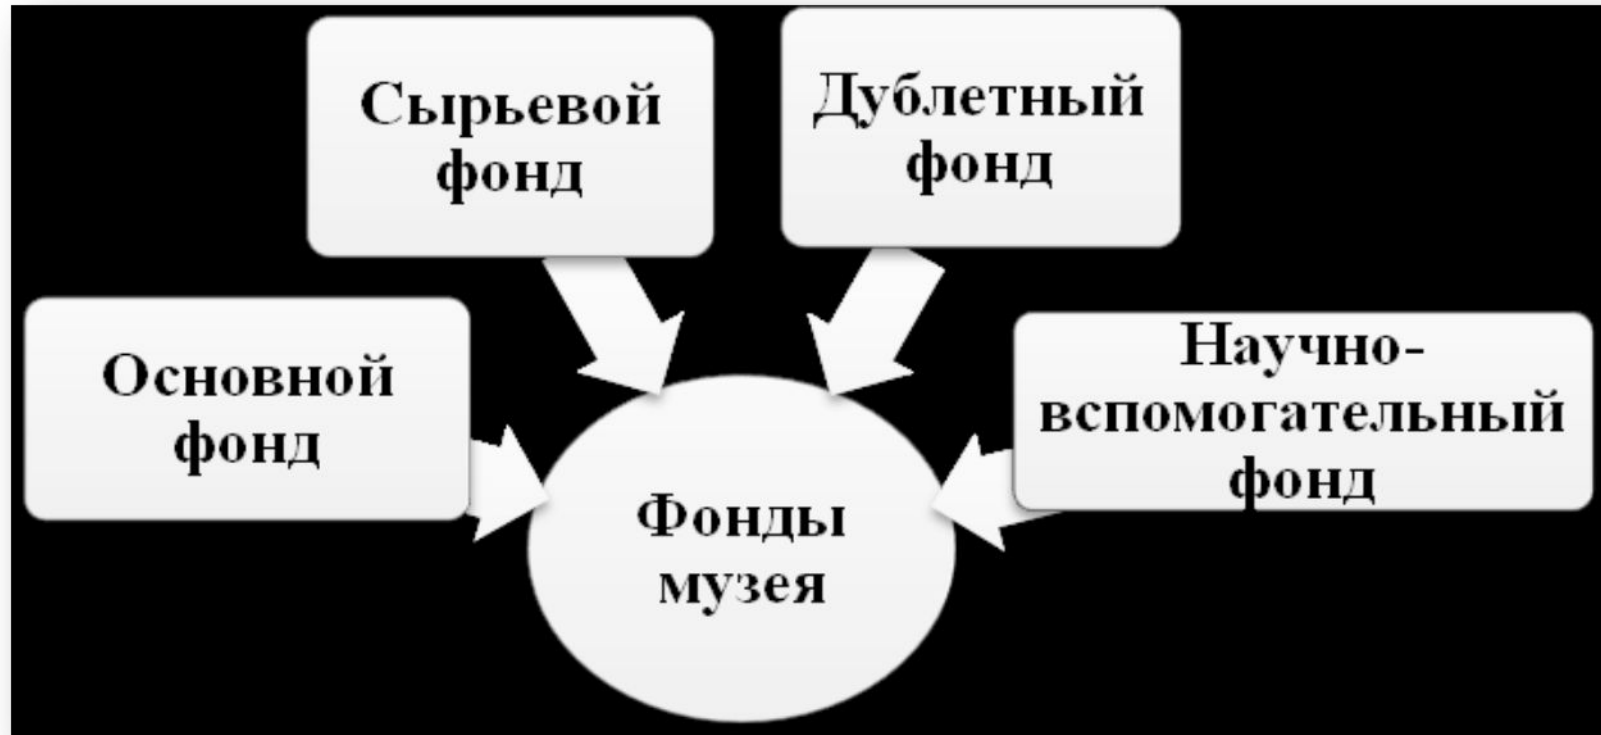 Сырьевой
фонд
Дублетный
фонд
Основной
фонд
Научно-
вспомогательный
фонд
Фонды
музея